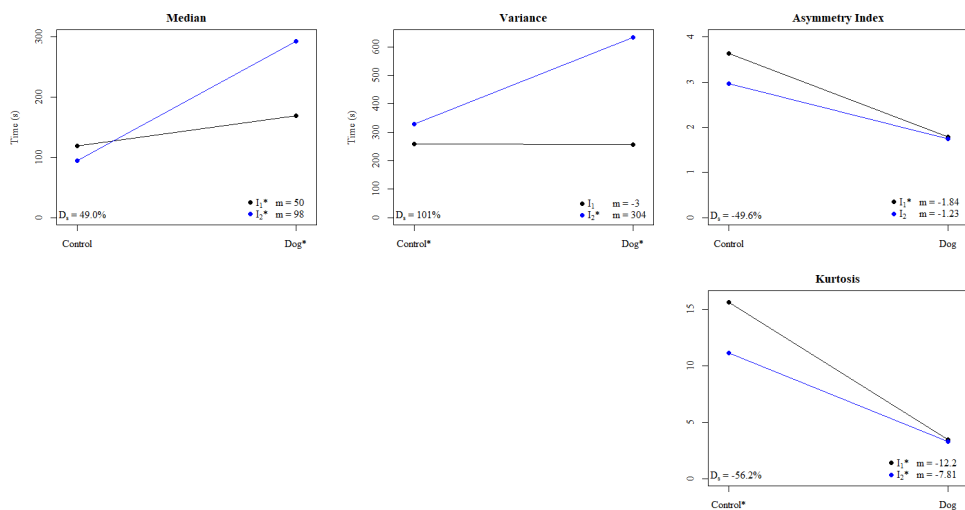 Median
Time (s)
300
200
100
0
I₁* m = 50
I₂* m = 98
Dₛ = 49.0%
Control
Dog*
Variance
Time (s)
600
500
400
300
200
100
0
I₁ m = -3
I₂* m = 304
Dₛ = 101%
Control*
Dog*
Asymmetry Index
4
3
2
1
0
I₁* m = -1.84
I₂ m = -1.23
Dₛ = -49.6%
Control
Dog
Kurtosis
15
10
5
0
I₁* m = -12.2
I₂* m = -7.81
Dₛ = -56.2%
Control*
Dog